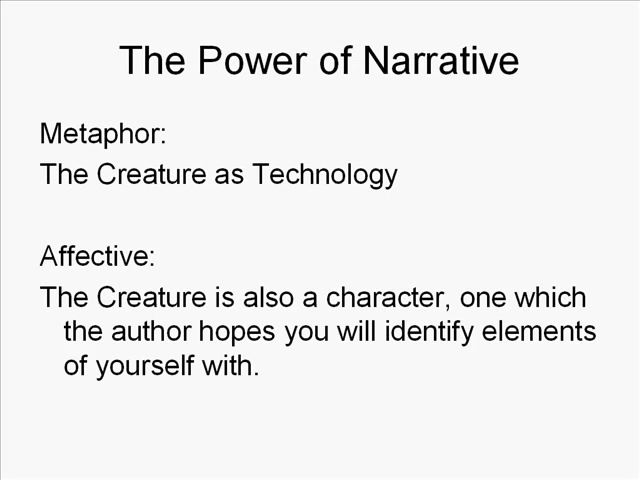 The Power of Narrative
Metaphor:
The Creature as Technology
Affective:
The Creature is also a character, one which
the author hopes you will identify elements
of yourself with.